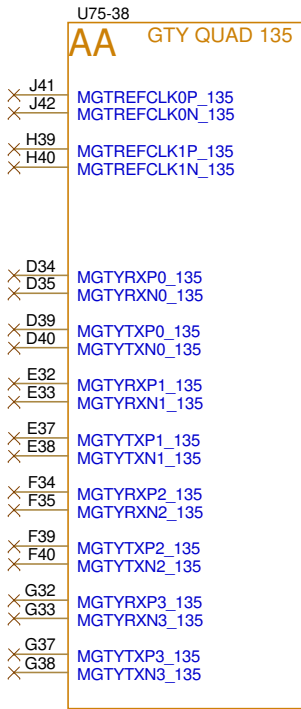 U75-38
AA GTY QUAD 135
J41 MGTREFCLK0P_135
J42 MGTREFCLK0N_135
H39 MGTREFCLK1P_135
H40 MGTREFCLK1N_135
D34 MGTYRXP0_135
D35 MGTYRXN0_135
D39 MGTYTXP0_135
D40 MGTYTXN0_135
E32 MGTYRXP1_135
E33 MGTYRXN1_135
E37 MGTYTXP1_135
E38 MGTYTXN1_135
F34 MGTYRXP2_135
F35 MGTYRXN2_135
F39 MGTYTXP2_135
F40 MGTYTXN2_135
G32 MGTYRXP3_135
G33 MGTYRXN3_135
G37 MGTYTXP3_135
G38 MGTYTXN3_135